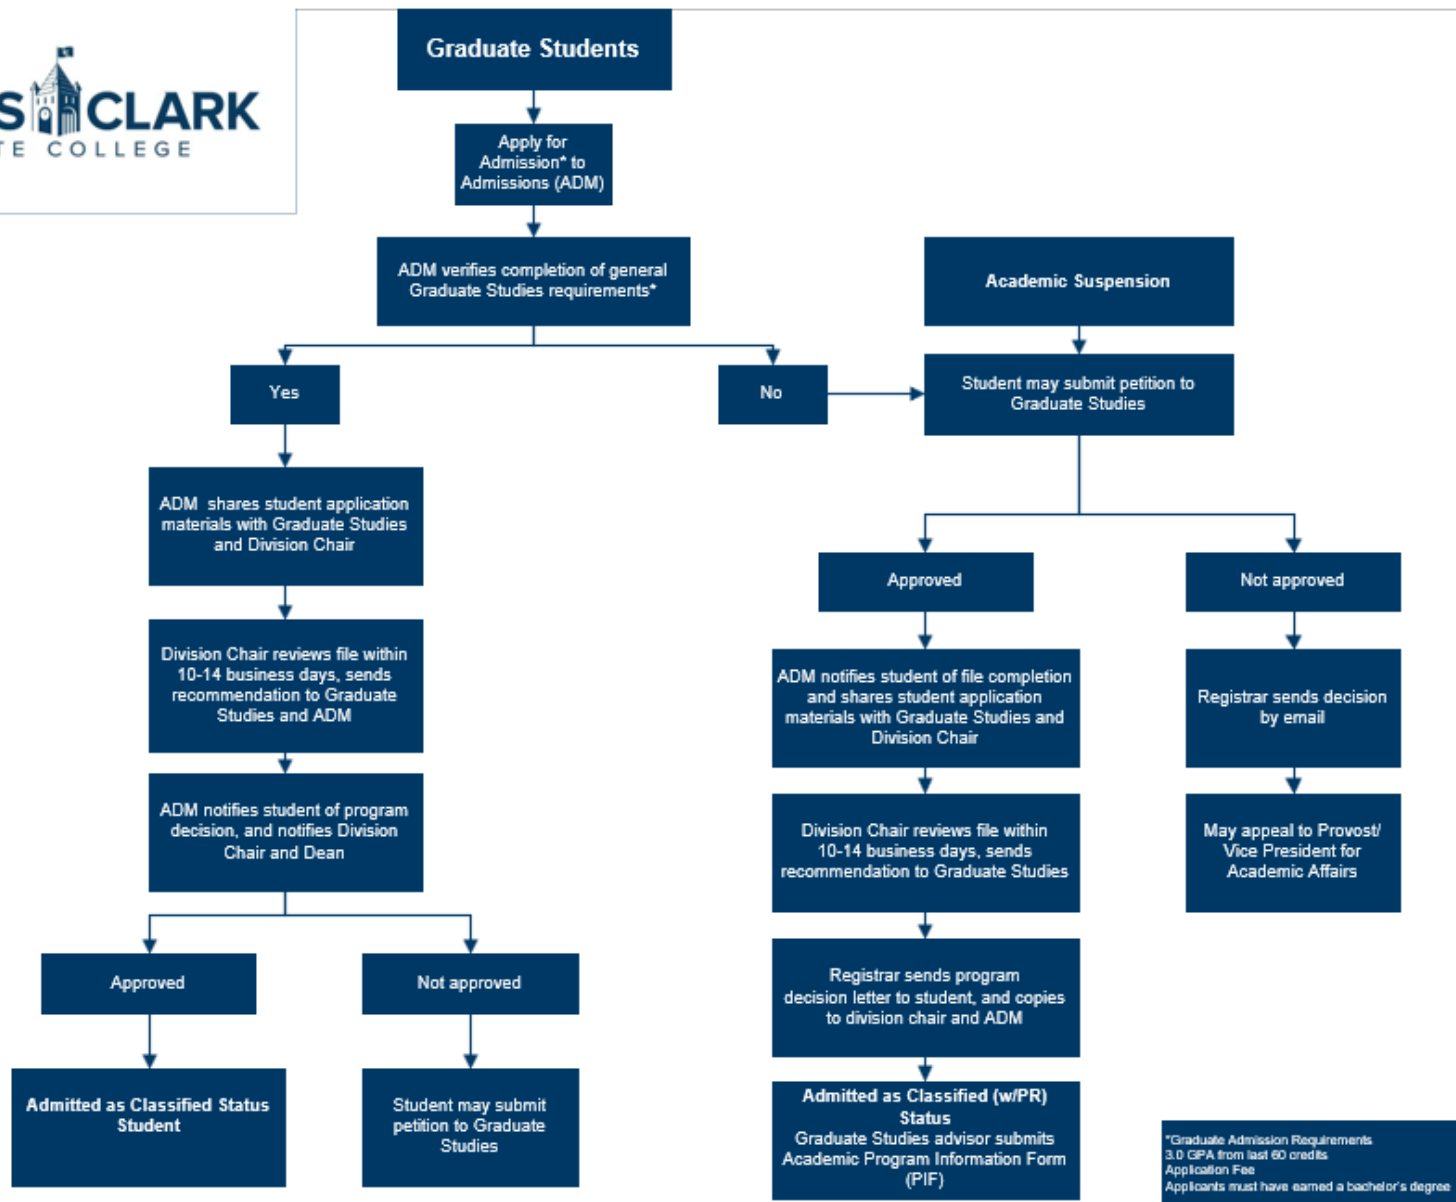 S CLARK
TE COLLEGE
Graduate Students
Apply for
Admission* to
Admissions (ADM)
ADM verifies completion of general
Graduate Studies requirements*
Academic Suspension
Yes
No
Student may submit petition to
Graduate Studies
ADM shares student application
materials with Graduate Studies
and Division Chair
Division Chair reviews file within
10-14 business days, sends
recommendation to Graduate
Studies and ADM
ADM notifies student of program
decision, and notifies Division
Chair and Dean
Approved
Not approved
Admitted as Classified Status
Student
Student may submit
petition to Graduate
Studies
Approved
Not approved
ADM notifies student of file completion
and shares student application
materials with Graduate Studies and
Division Chair
Division Chair reviews file within
10-14 business days, sends
recommendation to Graduate Studies
Registrar sends program
decision letter to student, and copies
to division chair and ADM
Admitted as Classified (w/PR)
Status
Graduate Studies advisor submits
Academic Program Information Form
(PIF)
Registrar sends decision
by email
May appeal to Provost/
Vice President for
Academic Affairs
*Graduate Admission Requirements
3.0 GPA from last 60 credits
Application Fee
Applicants must have earned a bachelor's degree